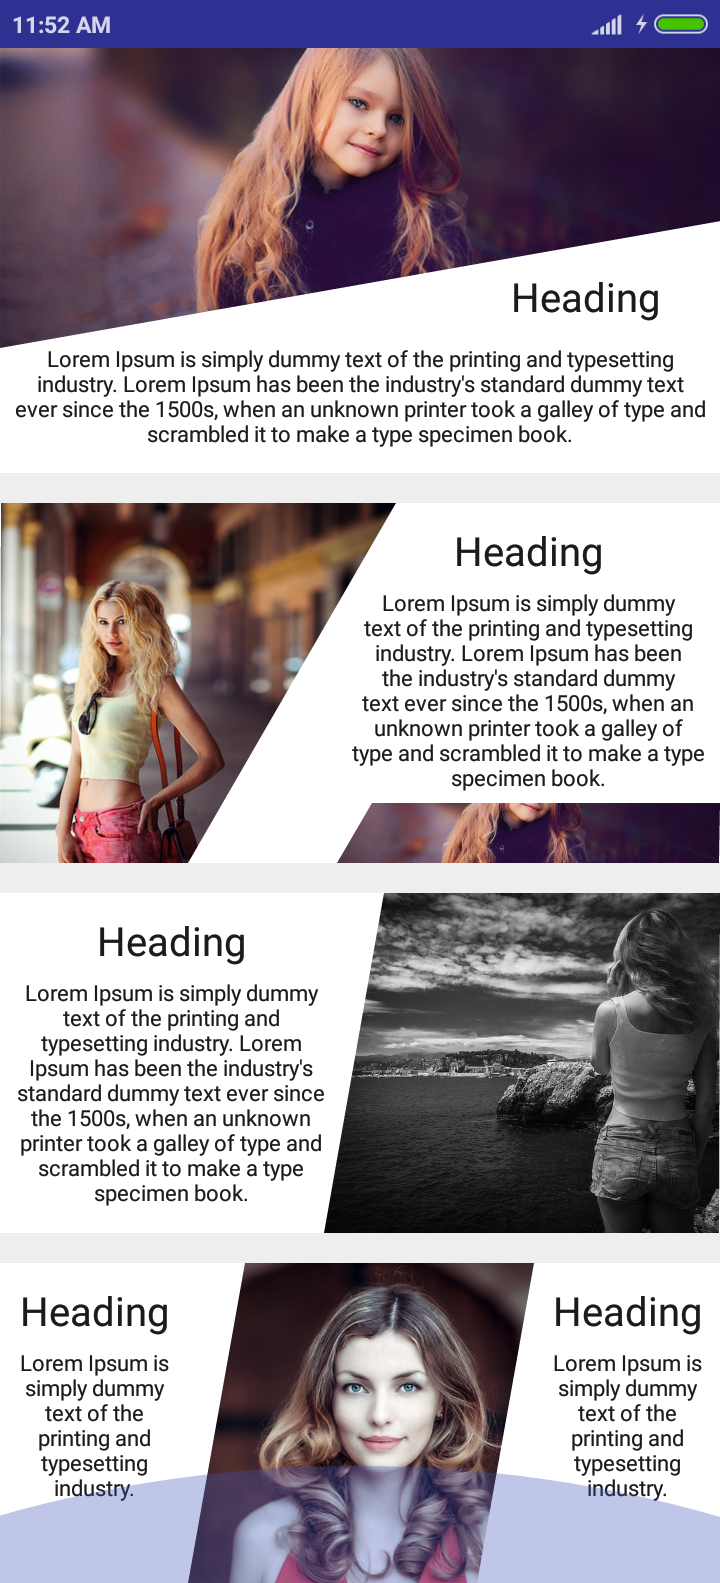 11:52 AM
Heading
Lorem Ipsum is simply dummy text of the printing and typesetting
industry. Lorem Ipsum has been the industry's standard dummy text
ever since the 1500s, when an unknown printer took a galley of type and
scrambled it to make a type specimen book.
Heading
Lorem Ipsum is simply dummy
text of the printing and typesetting
industry. Lorem Ipsum has been
the industry's standard dummy
text ever since the 1500s, when an
unknown printer took a galley of
type and scrambled it to make a type
specimen book.
Heading
Lorem Ipsum is simply dummy
text of the printing and
typesetting industry. Lorem
Ipsum has been the industry's
standard dummy text ever since
the 1500s, when an unknown
printer took a galley of type and
scrambled it to make a type
specimen book.
Heading
Lorem Ipsum is
simply dummy
text of the
printing and
typesetting
industry.
Heading
Lorem Ipsum is
simply dummy
text of the
printing and
typesetting
industry.